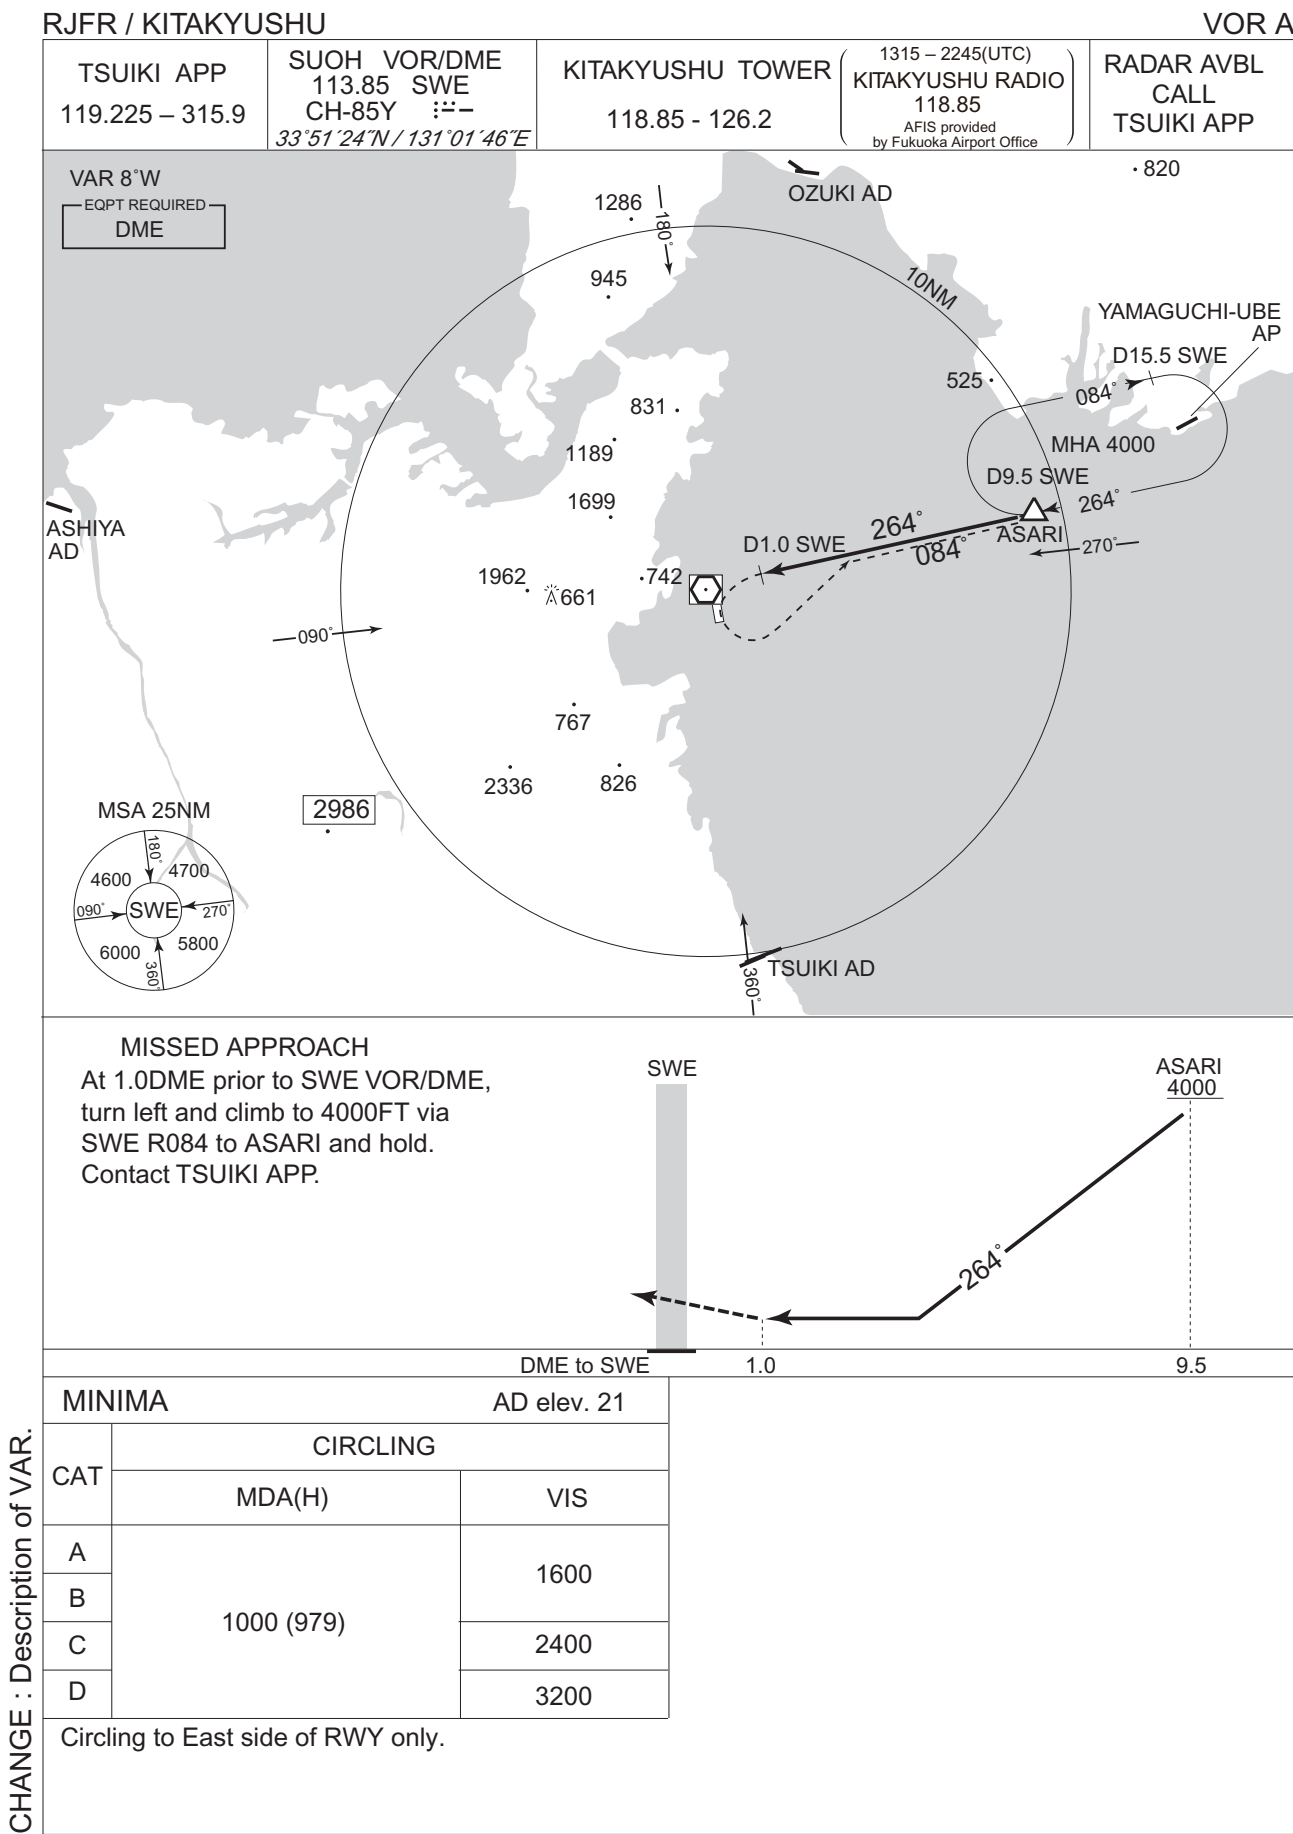 RJFR / KITAKYUSHU
VOR A
TSUIKI APP
119.225 – 315.9
SUOH VOR/DME
113.85 SWE
CH-85Y
33°51´24˝N / 131°01´46˝E
KITAKYUSHU TOWER
118.85 - 126.2
1315 – 2245(UTC)
KITAKYUSHU RADIO
118.85
AFIS provided
by Fukuoka Airport Office
RADAR AVBL
CALL
TSUIKI APP
VAR 8°W
EQPT REQUIRED
DME
1286
180°
OZUKI AD
820
945
10NM
YAMAGUCHI-UBE
AP
D15.5 SWE
525
084°
831
MHA 4000
1189
D9.5 SWE
1699
264°
ASHIYA
AD
264°
ASARI
D1.0 SWE
084°
270°
1962
661
742
090°
767
2336
826
2986
MSA 25NM
180°
4600
4700
090°
SWE
270°
6000
5800
360°
TSUIKI AD
360°
MISSED APPROACH
At 1.0DME prior to SWE VOR/DME,
turn left and climb to 4000FT via
SWE R084 to ASARI and hold.
Contact TSUIKI APP.
SWE
ASARI
4000
264°
DME to SWE
1.0
9.5
MINIMA
AD elev. 21
CAT
CIRCLING
MDA(H)
VIS
A
B
C
D
1000 (979)
1600
2400
3200
Circling to East side of RWY only.
CHANGE : Description of VAR.